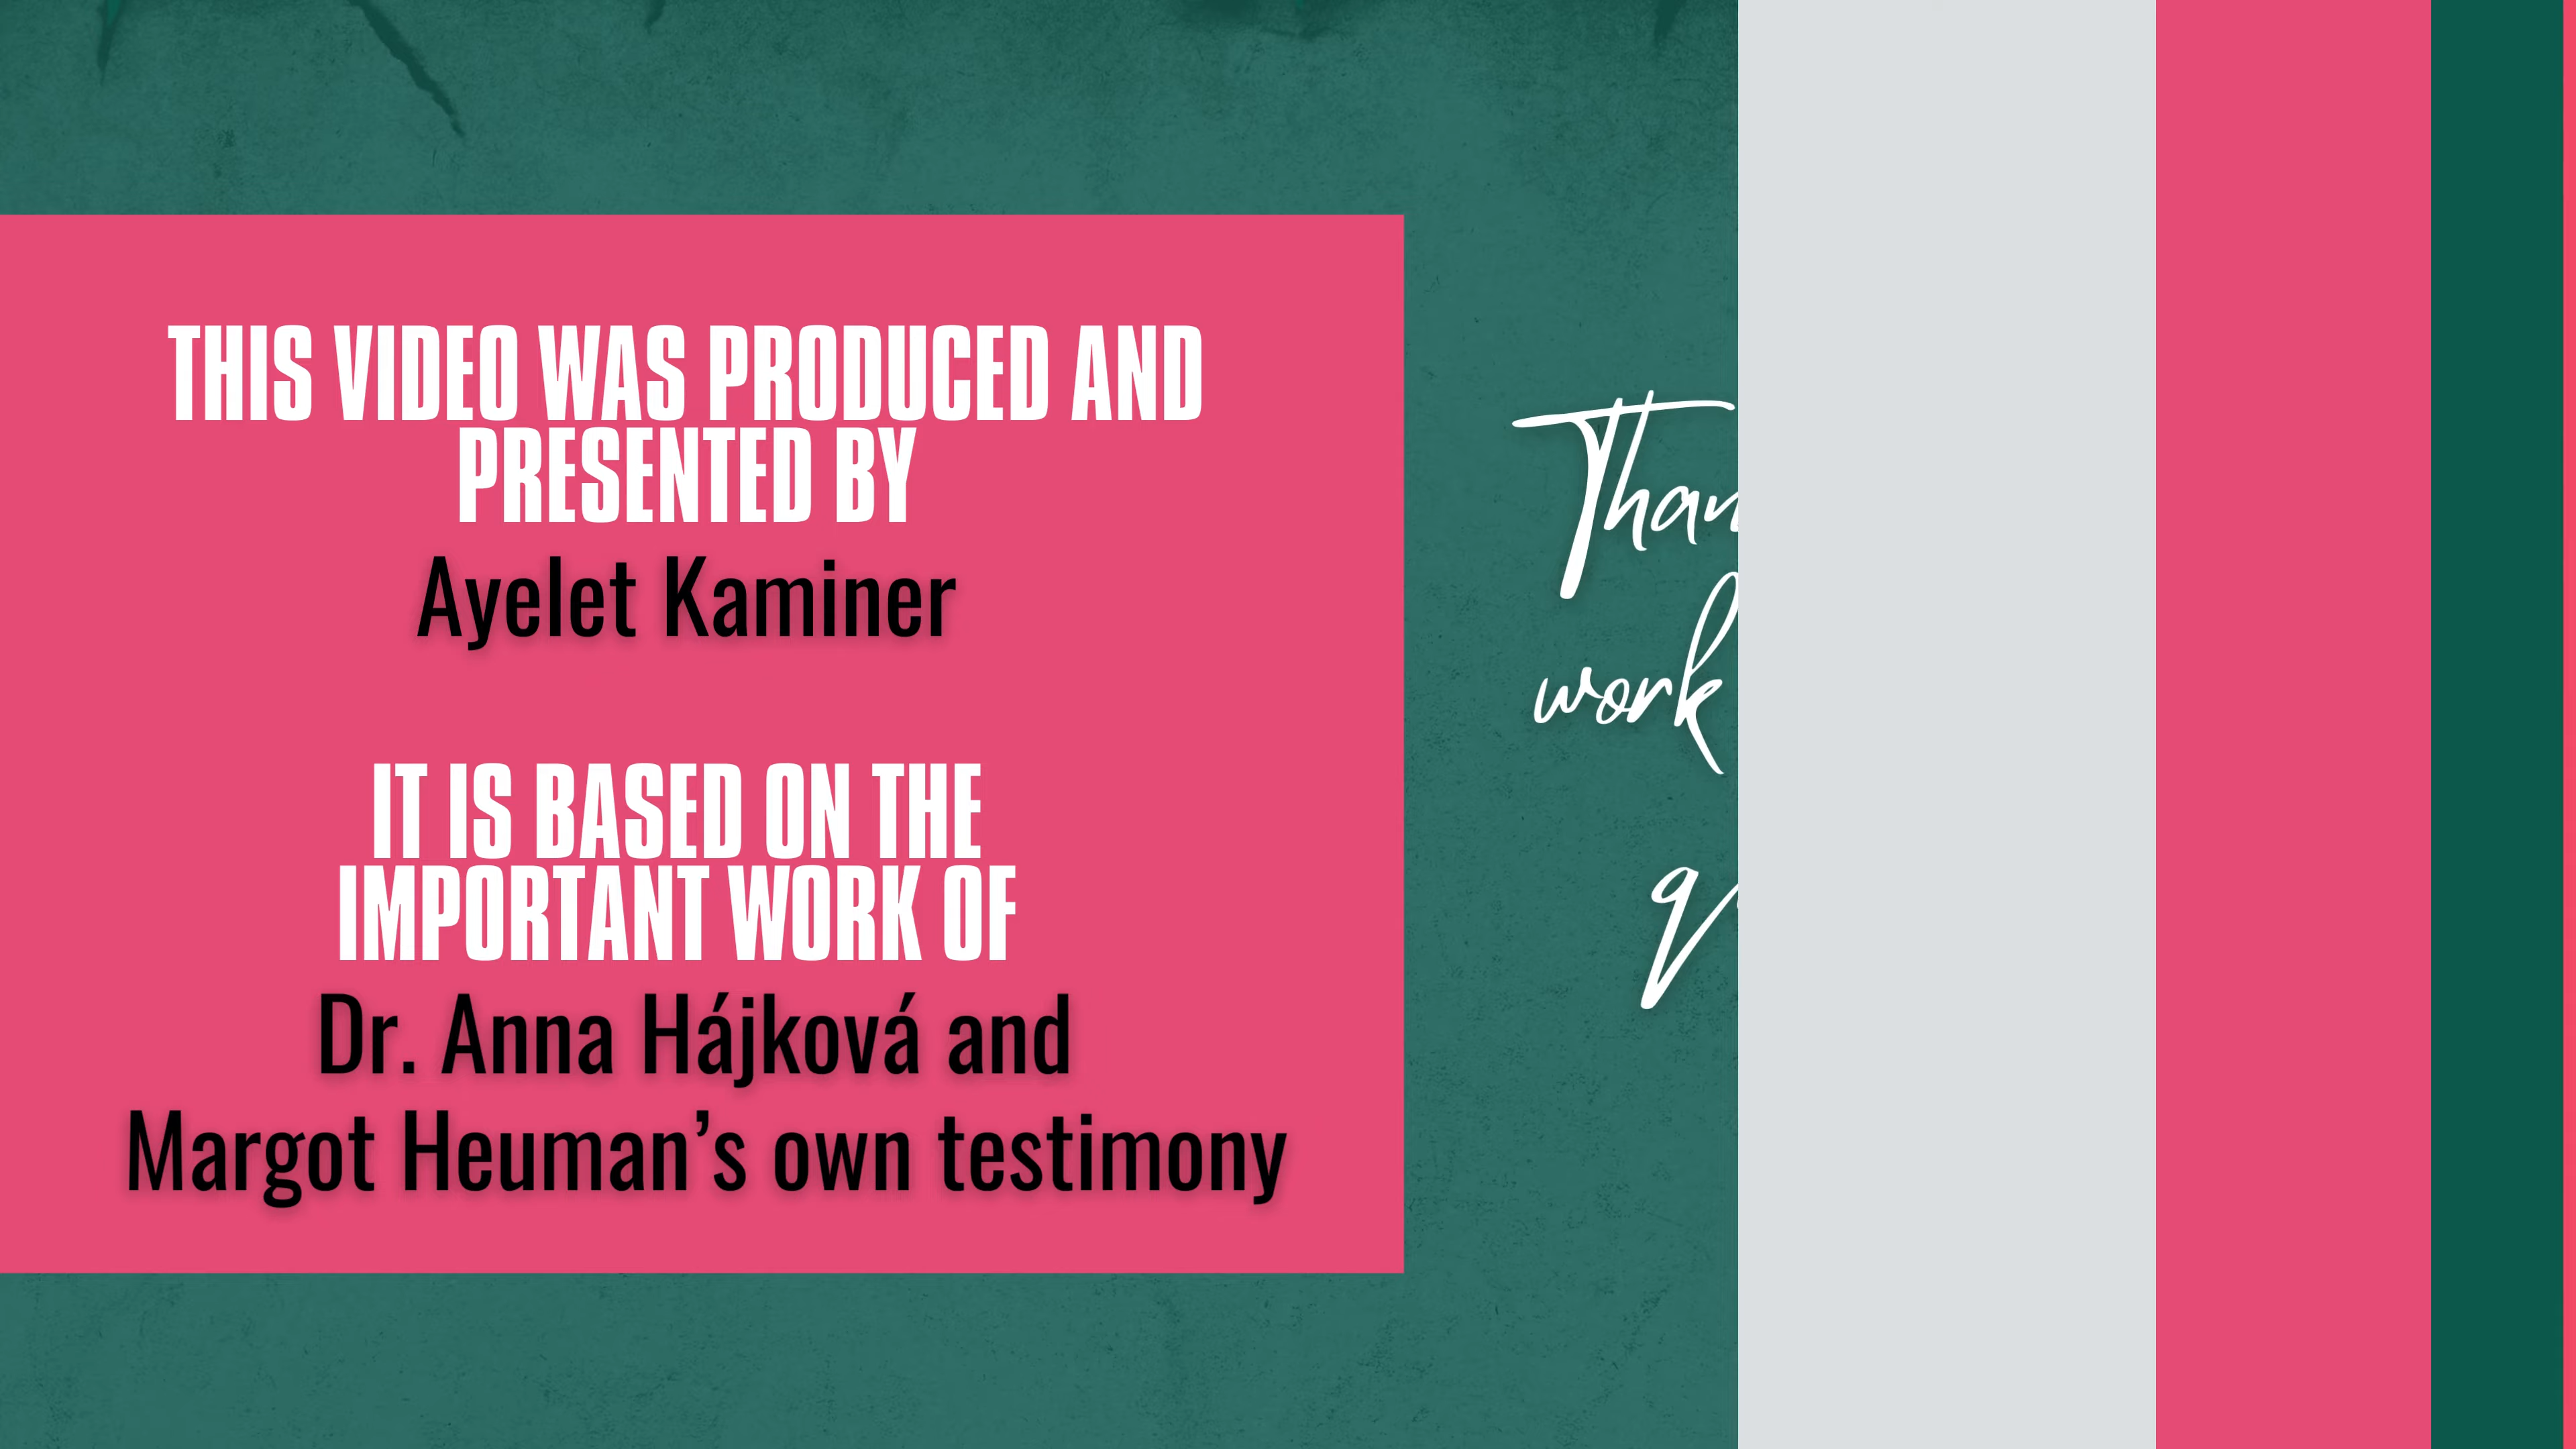 THIS VIDEO WAS PRODUCED AND
PRESENTED BY
Ayelet Kaminer
IT IS BASED ON THE
IMPORTANT WORK OF
Dr. Anna Hájková and
Margot Heuman’s own testimony
work